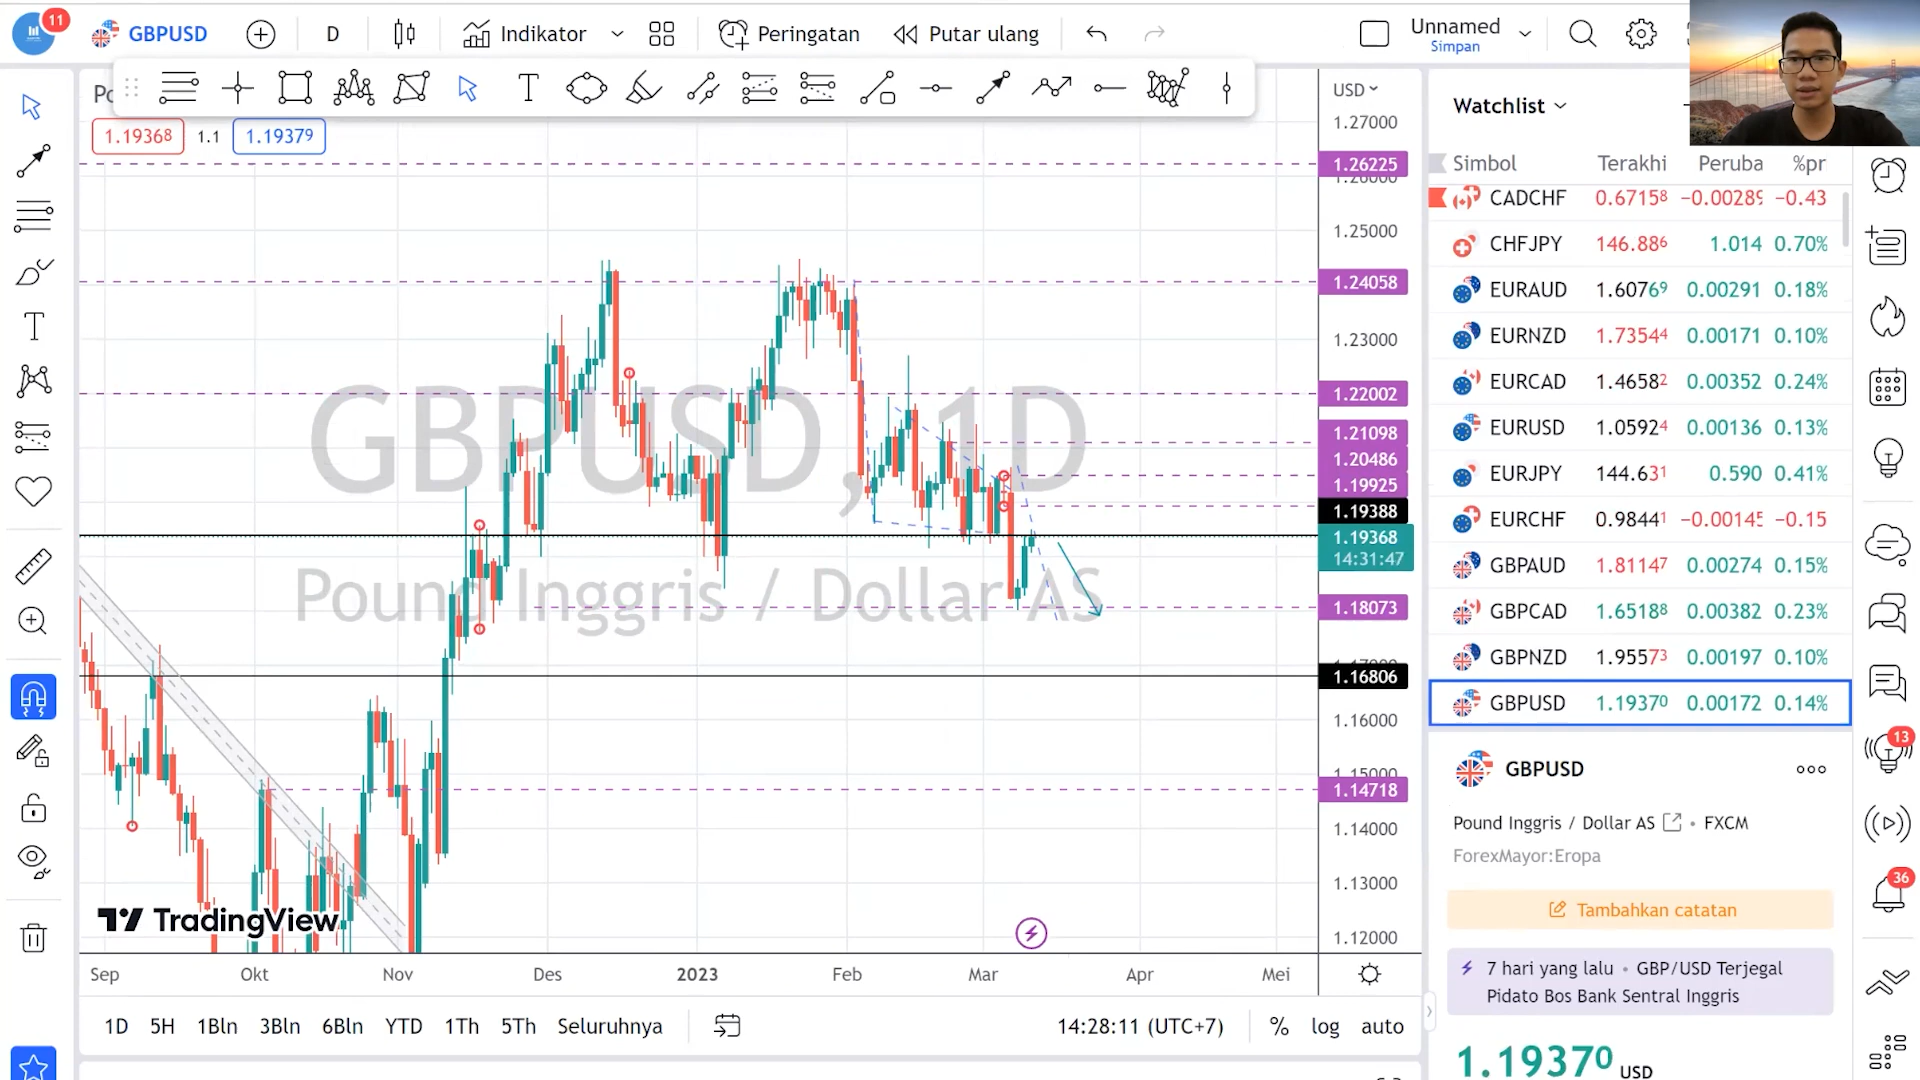 11
GBPUSD
D
Indikator
Peringatan
Putar ulang
Unnamed
Simpan
T
USD
1.19368
1.1
1.19379
GBPUSD, 1D
Pound Inggris / Dollar AS
TradingView
1.27000
1.26225
1.26000
1.25000
1.24058
1.23000
1.22002
1.21098
1.20486
1.19925
1.19388
1.19368
14:31:47
1.18073
1.17000
1.16806
1.16000
1.15000
1.14718
1.14000
1.13000
1.12000
Sep
Okt
Nov
Des
2023
Feb
Mar
Apr
Mei
1D
5H
1Bln
3Bln
6Bln
YTD
1Th
5Th
Seluruhnya
14:28:11 (UTC+7)
%
log
auto
Watchlist
Simbol Terakhi Peruba %pr
CADCHF 0.67158 −0.00289 −0.43
CHFJPY 146.886 1.014 0.70%
EURAUD 1.60769 0.00291 0.18%
EURNZD 1.73544 0.00171 0.10%
EURCAD 1.46582 0.00352 0.24%
EURUSD 1.05924 0.00136 0.13%
EURJPY 144.631 0.590 0.41%
EURCHF 0.98441 −0.00145 −0.15
GBPAUD 1.81147 0.00274 0.15%
GBPCAD 1.65188 0.00382 0.23%
GBPNZD 1.95573 0.00197 0.10%
GBPUSD 1.19370 0.00172 0.14%
GBPUSD
Pound Inggris / Dollar AS • FXCM
ForexMayor:Eropa
Tambahkan catatan
7 hari yang lalu • GBP/USD Terjegal
Pidato Bos Bank Sentral Inggris
1.19370 USD
13
36